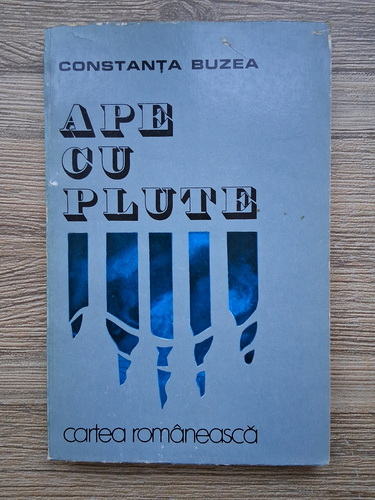 CONSTANȚA BUZEA
APE
CU
PLUTE
cartea românească